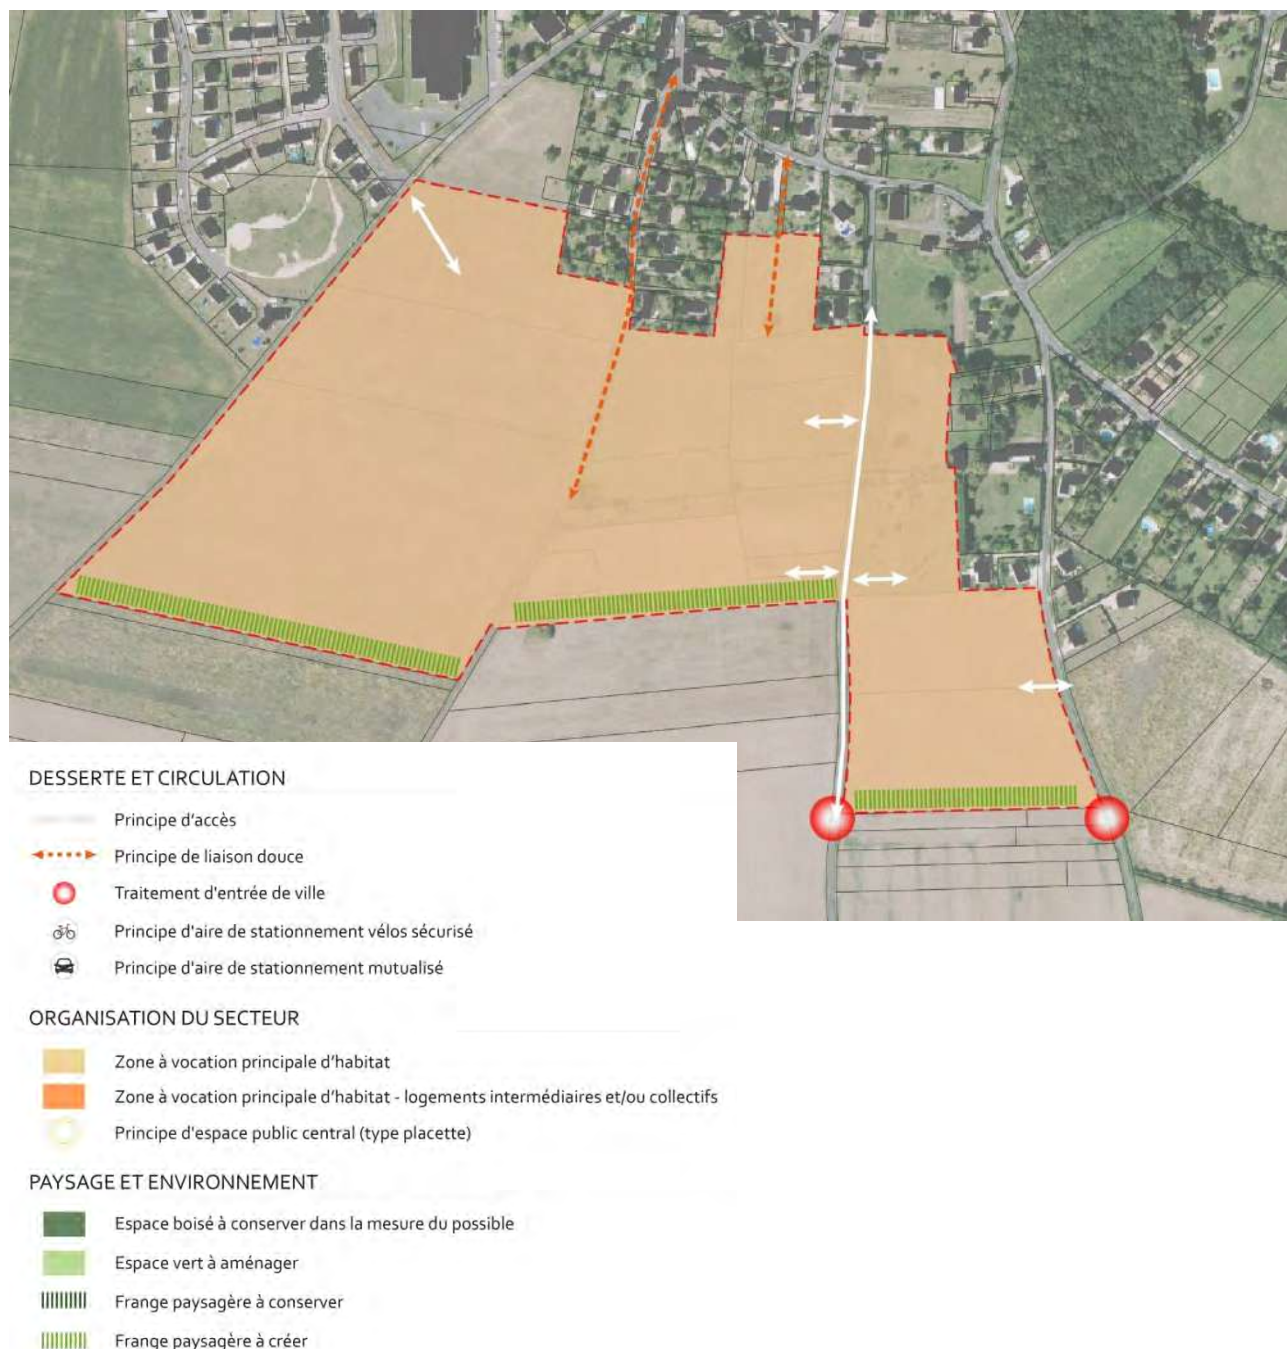 DESSERTE ET CIRCULATION
Principe d'accès
Principe de liaison douce
Traitement d'entrée de ville
Principe d'aire de stationnement vélos sécurisé
Principe d'aire de stationnement mutualisé
ORGANISATION DU SECTEUR
Zone à vocation principale d'habitat
Zone à vocation principale d'habitat - logements intermédiaires et/ou collectifs
Principe d'espace public central (type placette)
PAYSAGE ET ENVIRONNEMENT
Espace boisé à conserver dans la mesure du possible
Espace vert à aménager
Frange paysagère à conserver
Frange paysagère à créer